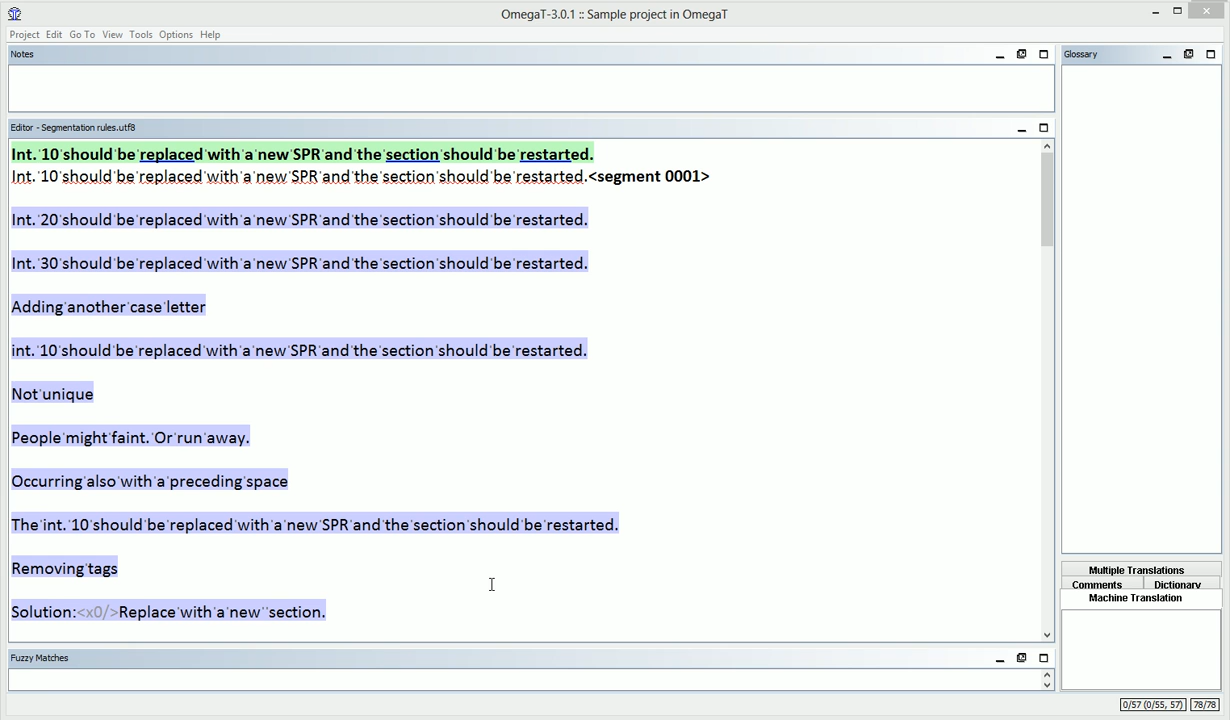 OmegaT-3.0.1 :: Sample project in OmegaT
Project Edit Go To View Tools Options Help
Notes
Glossary
Editor - Segmentation rules.utf8
Int. 10 should be replaced with a new SPR and the section should be restarted.
Int. 10 should be replaced with a new SPR and the section should be restarted.<segment 0001>
Int. 20 should be replaced with a new SPR and the section should be restarted.
Int. 30 should be replaced with a new SPR and the section should be restarted.
Adding another case letter
int. 10 should be replaced with a new SPR and the section should be restarted.
Not unique
People might faint. Or run away.
Occurring also with a preceding space
The int. 10 should be replaced with a new SPR and the section should be restarted.
Removing tags
Solution:<x0/>Replace with a new  section.
Multiple Translations
Comments Dictionary
Machine Translation
Fuzzy Matches
0/57 (0/55, 57) 78/78